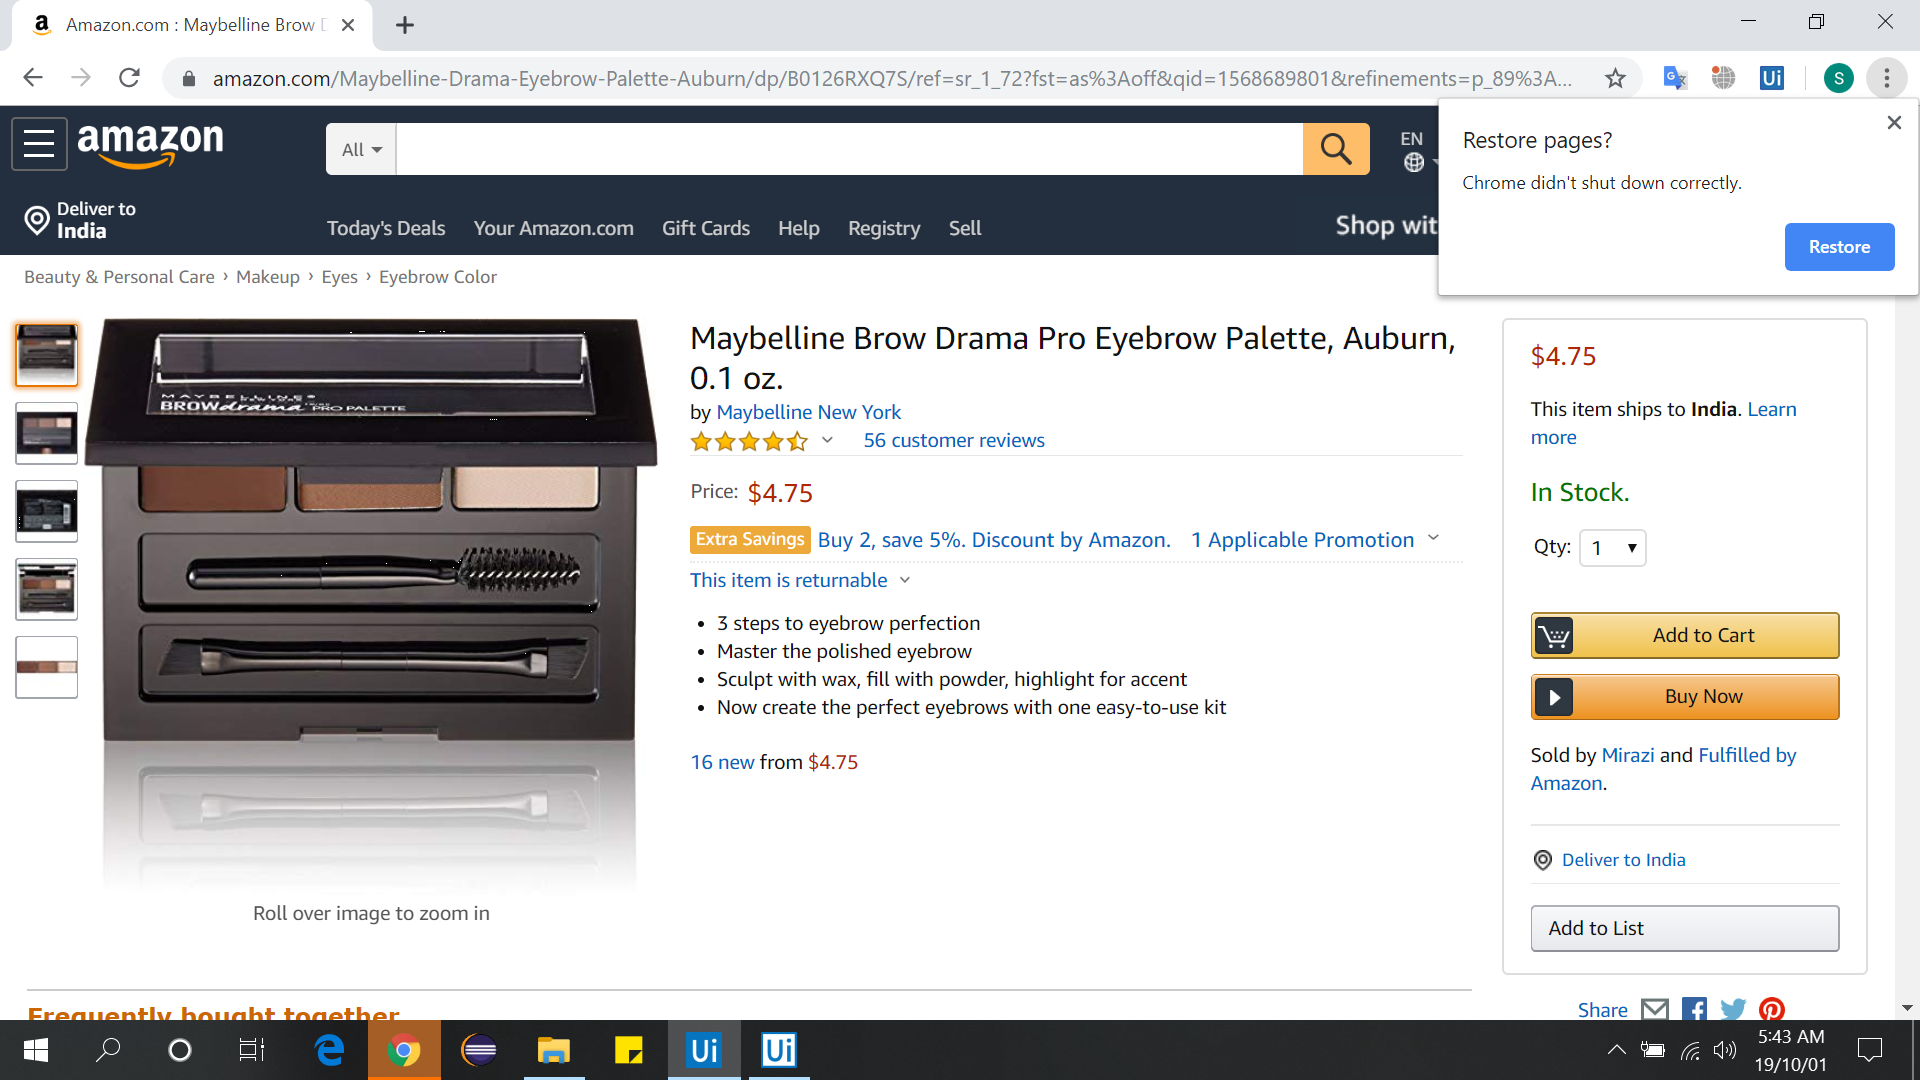 Amazon.com : Maybelline Brow
amazon.com/Maybelline-Drama-Eyebrow-Palette-Auburn/dp/B0126RXQ7S/ref=sr_1_72?fst=as%3Aoff&qid=1568689801&refinements=p_89%3A...
S
Ui
Restore pages?
Chrome didn't shut down correctly.
Restore
amazon
All
EN
Deliver to
India
Today's Deals
Your Amazon.com
Gift Cards
Help
Registry
Sell
Shop wit
Beauty & Personal Care › Makeup › Eyes › Eyebrow Color
MAYBELLINE
BROWdrama PRO PALETTE
Roll over image to zoom in
Maybelline Brow Drama Pro Eyebrow Palette, Auburn,
0.1 oz.
by Maybelline New York
56 customer reviews
Price: $4.75
Extra Savings Buy 2, save 5%. Discount by Amazon. 1 Applicable Promotion
This item is returnable
• 3 steps to eyebrow perfection
• Master the polished eyebrow
• Sculpt with wax, fill with powder, highlight for accent
• Now create the perfect eyebrows with one easy-to-use kit
16 new from $4.75
$4.75
This item ships to India. Learn
more
In Stock.
Qty: 1
Add to Cart
Buy Now
Sold by Mirazi and Fulfilled by
Amazon.
Deliver to India
Add to List
Share
Frequently bought together
Ui
Ui
5:43 AM
19/10/01